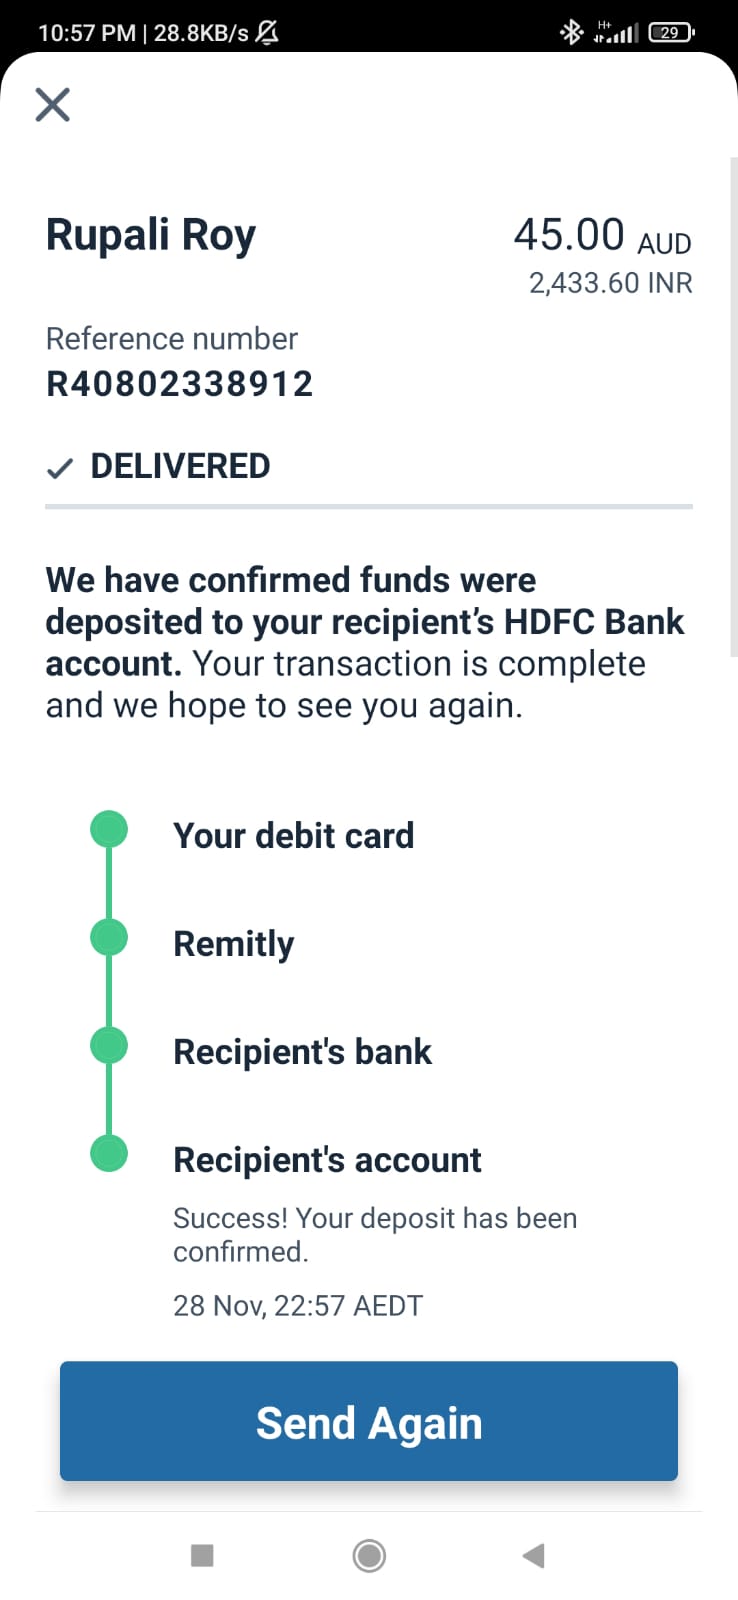 10:57 PM | 28.8KB/s
H+
29
Rupali Roy
45.00 AUD
2,433.60 INR
Reference number
R40802338912
DELIVERED
We have confirmed funds were
deposited to your recipient's HDFC Bank
account. Your transaction is complete
and we hope to see you again.
Your debit card
Remitly
Recipient's bank
Recipient's account
Success! Your deposit has been
confirmed.
28 Nov, 22:57 AEDT
Send Again